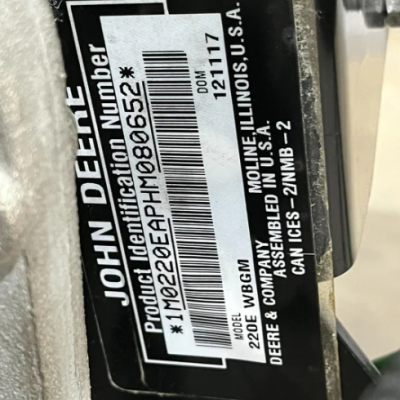 JOHN DEERE
Product Identification Number
*1M0220EAPHM080652*
DOM
121117
MODEL
220E WBGM
DEERE & COMPANY MOLINE, ILLINOIS, U.S.A.
ASSEMBLED IN U.S.A.
CAN ICES-2/NMB-2